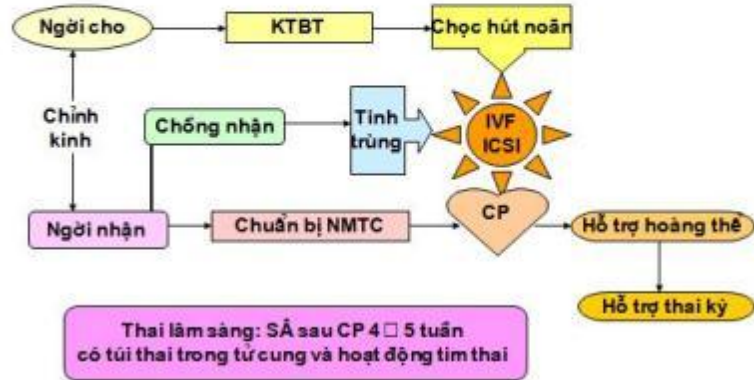 Ngời cho
KTBT
Chọc hút noãn
Chỉnh
kinh
Chồng nhận
Tinh
trùng
IVF
ICSI
Ngời nhận
Chuẩn bị NMTC
CP
Hỗ trợ hoàng thể
Hỗ trợ thai kỳ
Thai lâm sàng: SÂ sau CP 4 □ 5 tuần
có túi thai trong tử cung và hoạt động tim thai